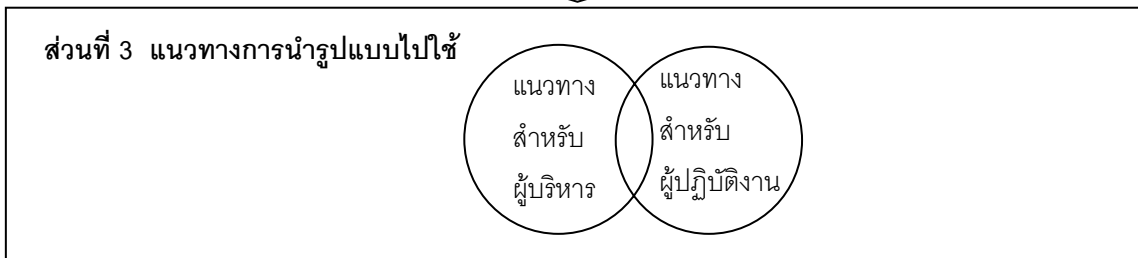 ส่วนที่ 3 แนวทางการนำรูปแบบไปใช้
แนวทาง
สำหรับ
ผู้บริหาร
แนวทาง
สำหรับ
ผู้ปฏิบัติงาน